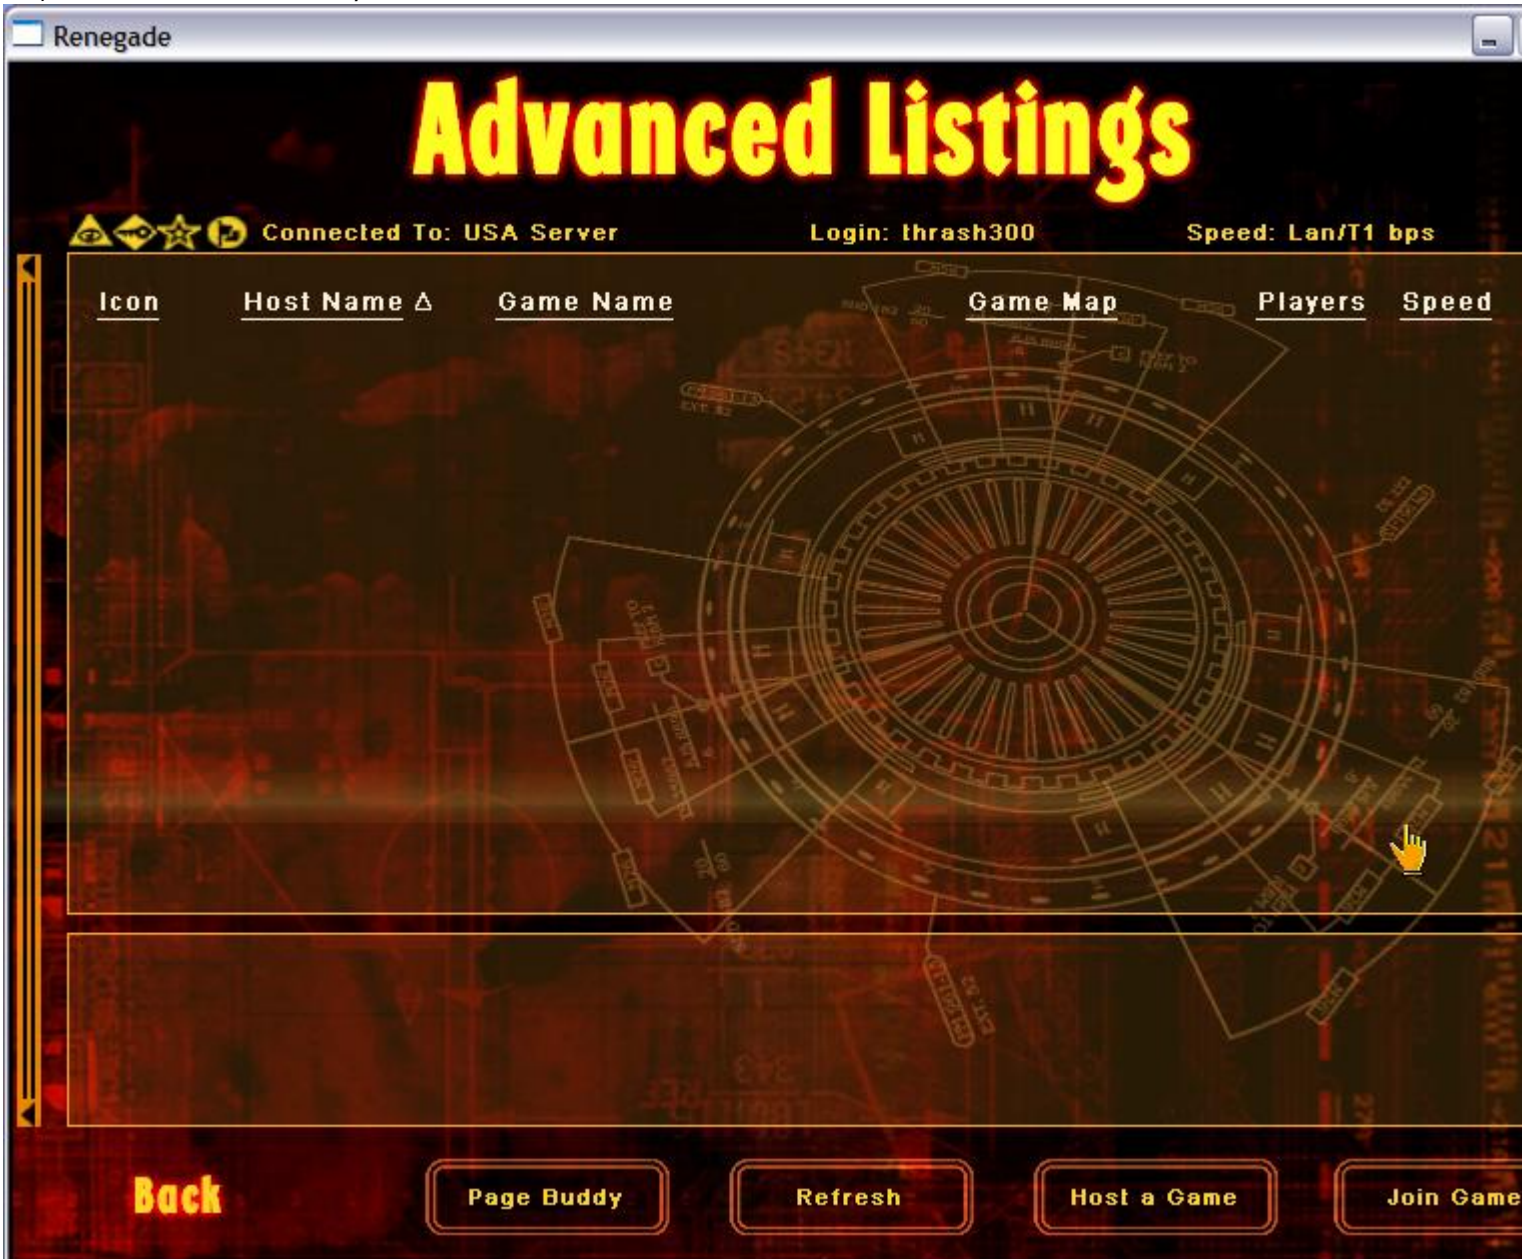 Renegade
Advanced Listings
Connected To: USA Server Login: thrash300 Speed: Lan/T1 bps
Icon Host Name Δ Game Name Game Map Players Speed
Back Page Buddy Refresh Host a Game Join Game